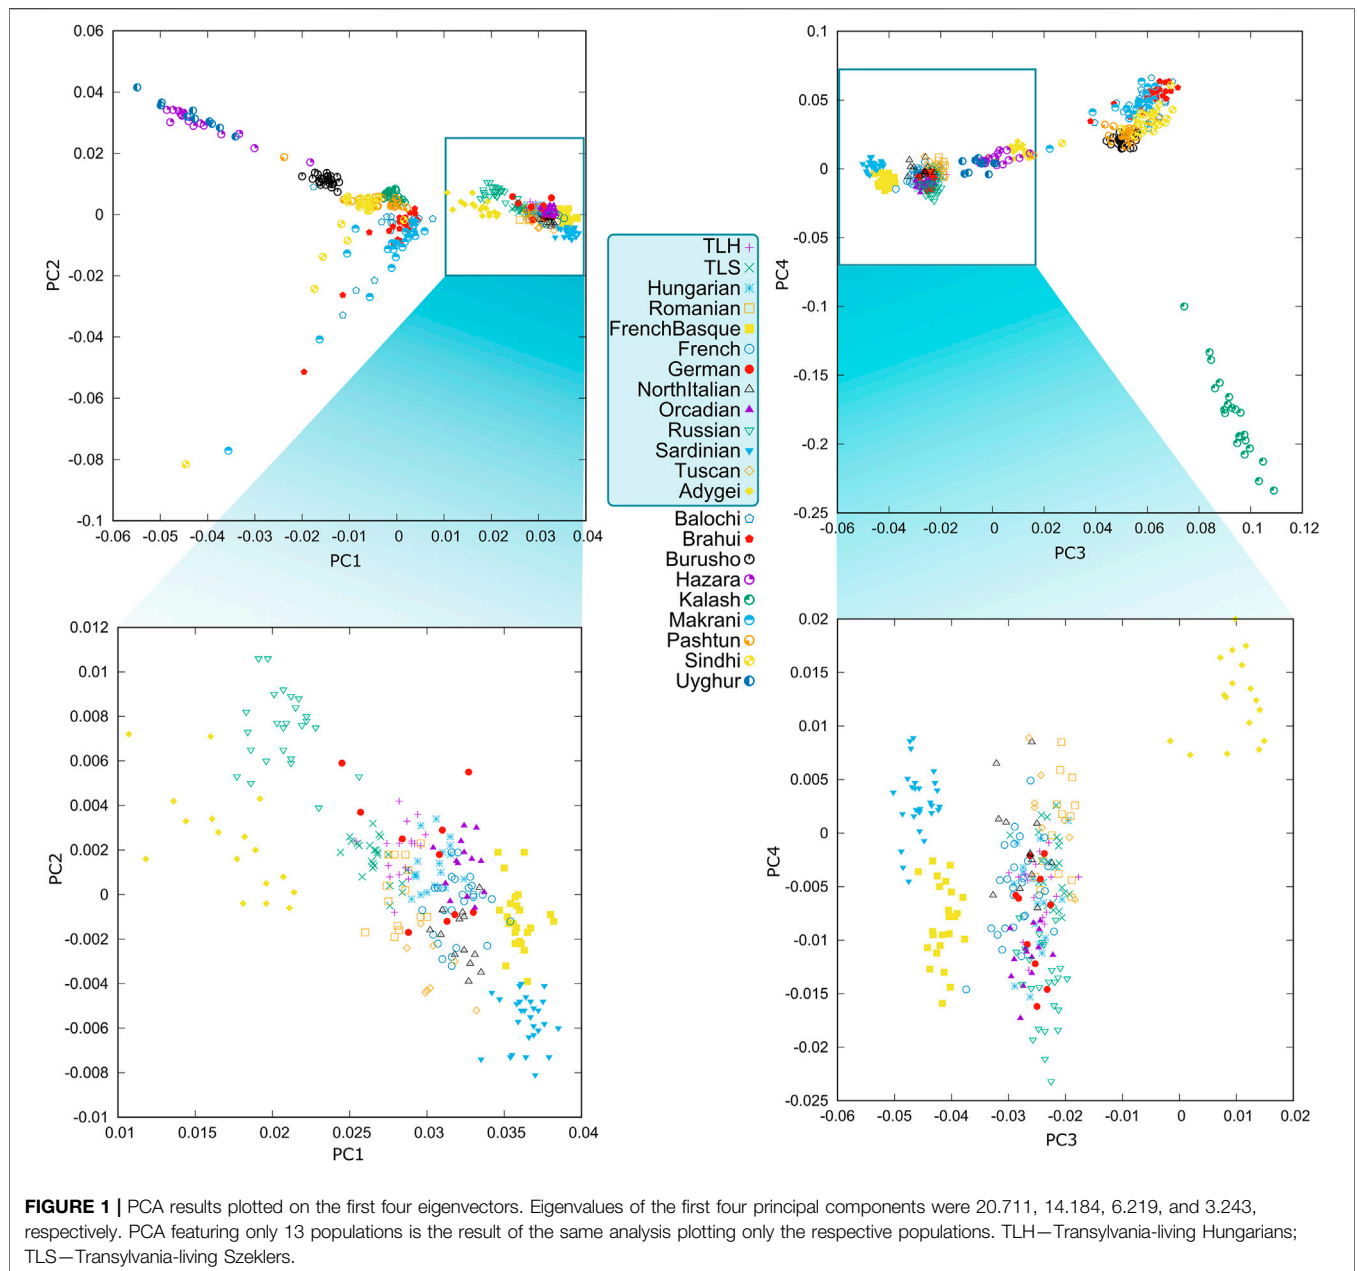 0.06
0.04
0.02
0
-0.02
-0.04
-0.06
-0.08
-0.1
PC2
-0.06 -0.05 -0.04 -0.03 -0.02 -0.01 0 0.01 0.02 0.03 0.04
PC1
0.1
0.05
0
-0.05
-0.1
-0.15
-0.2
-0.25
PC4
-0.06 -0.04 -0.02 0 0.02 0.04 0.06 0.08 0.1 0.12
PC3
TLH
TLS
Hungarian
Romanian
FrenchBasque
French
German
NorthItalian
Orcadian
Russian
Sardinian
Tuscan
Adygei
Balochi
Brahui
Burusho
Hazara
Kalash
Makrani
Pashtun
Sindhi
Uyghur
0.012
0.01
0.008
0.006
0.004
0.002
0
-0.002
-0.004
-0.006
-0.008
-0.01
PC2
0.01 0.015 0.02 0.025 0.03 0.035 0.04
PC1
0.02
0.015
0.01
0.005
0
-0.005
-0.01
-0.015
-0.02
-0.025
PC4
-0.06 -0.05 -0.04 -0.03 -0.02 -0.01 0 0.01 0.02
PC3
FIGURE 1 | PCA results plotted on the first four eigenvectors. Eigenvalues of the first four principal components were 20.711, 14.184, 6.219, and 3.243,
respectively. PCA featuring only 13 populations is the result of the same analysis plotting only the respective populations. TLH—Transylvania-living Hungarians;
TLS—Transylvania-living Szeklers.